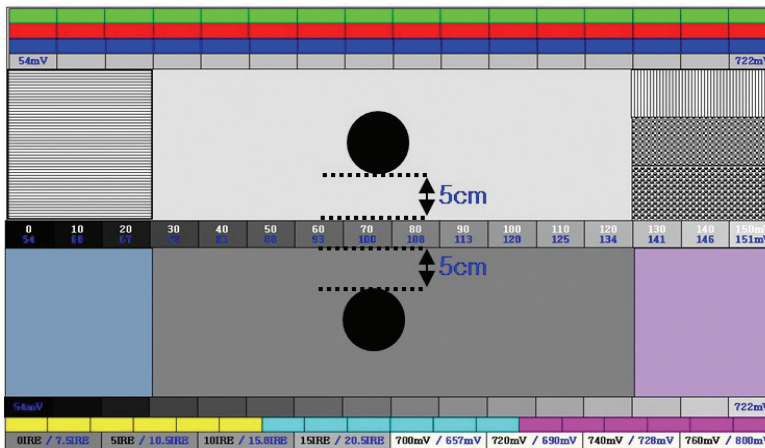 54mV 722mV
5cm
0 10 20 30 40 50 60 70 80 90 100 110 120 130 140 150mV
54 60 67 81 93 100 108 113 120 125 134 141 146 151mV
5cm
54mV 722mV
0IRE / 7.5IRE 5IRE / 10.5IRE 10IRE / 15.8IRE 15IRE / 20.5IRE 700mV / 657mV 720mV / 690mV 740mV / 728mV 760mV / 800mV